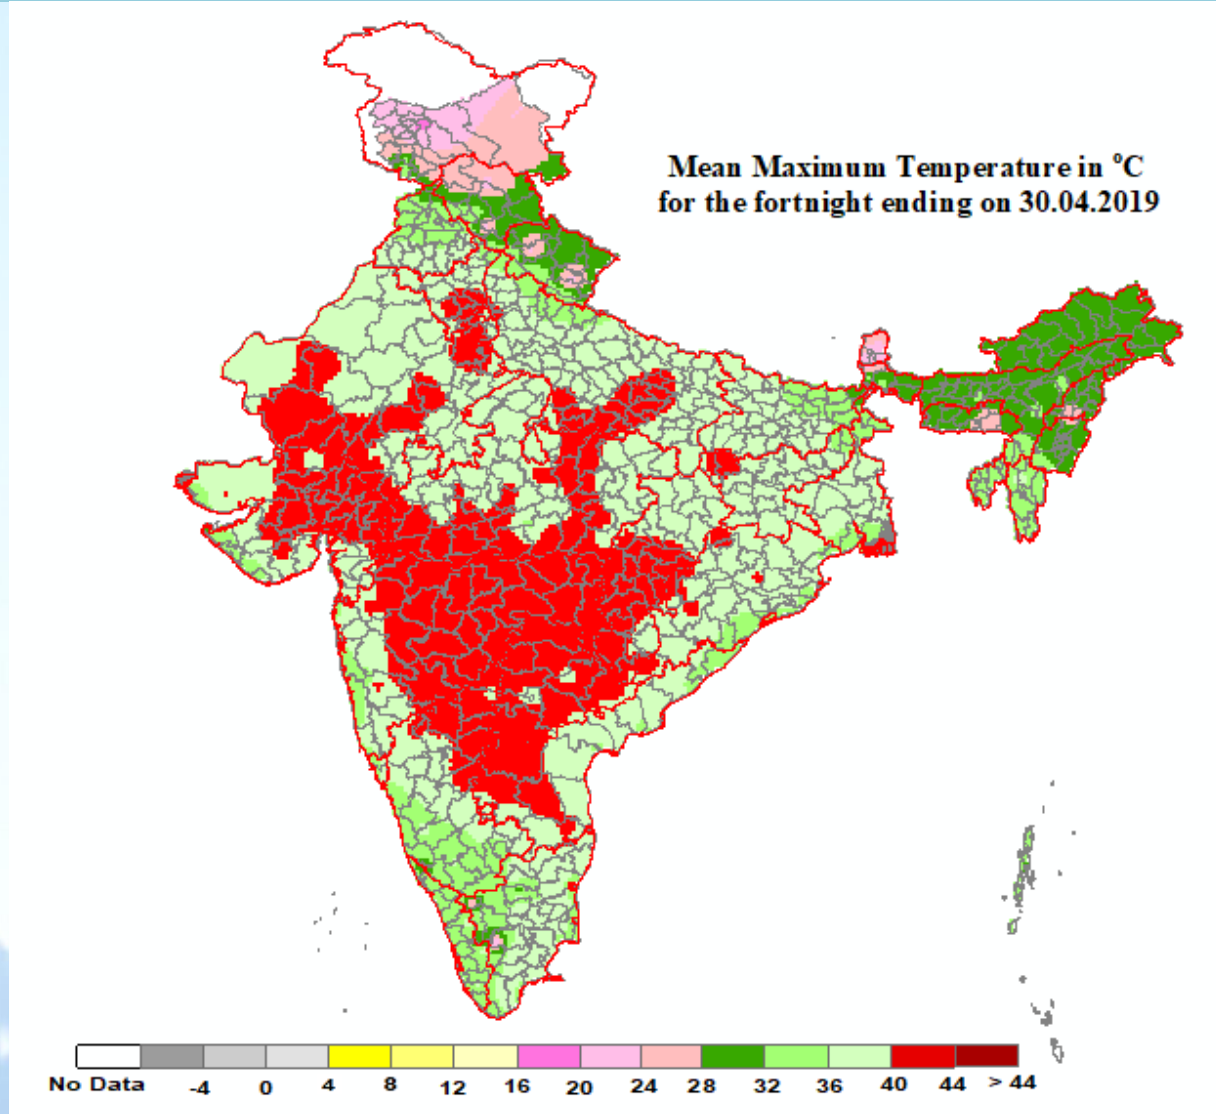 Mean Maximum Temperature in °C
for the fortnight ending on 30.04.2019
No Data -4 0 4 8 12 16 20 24 28 32 36 40 44 > 44